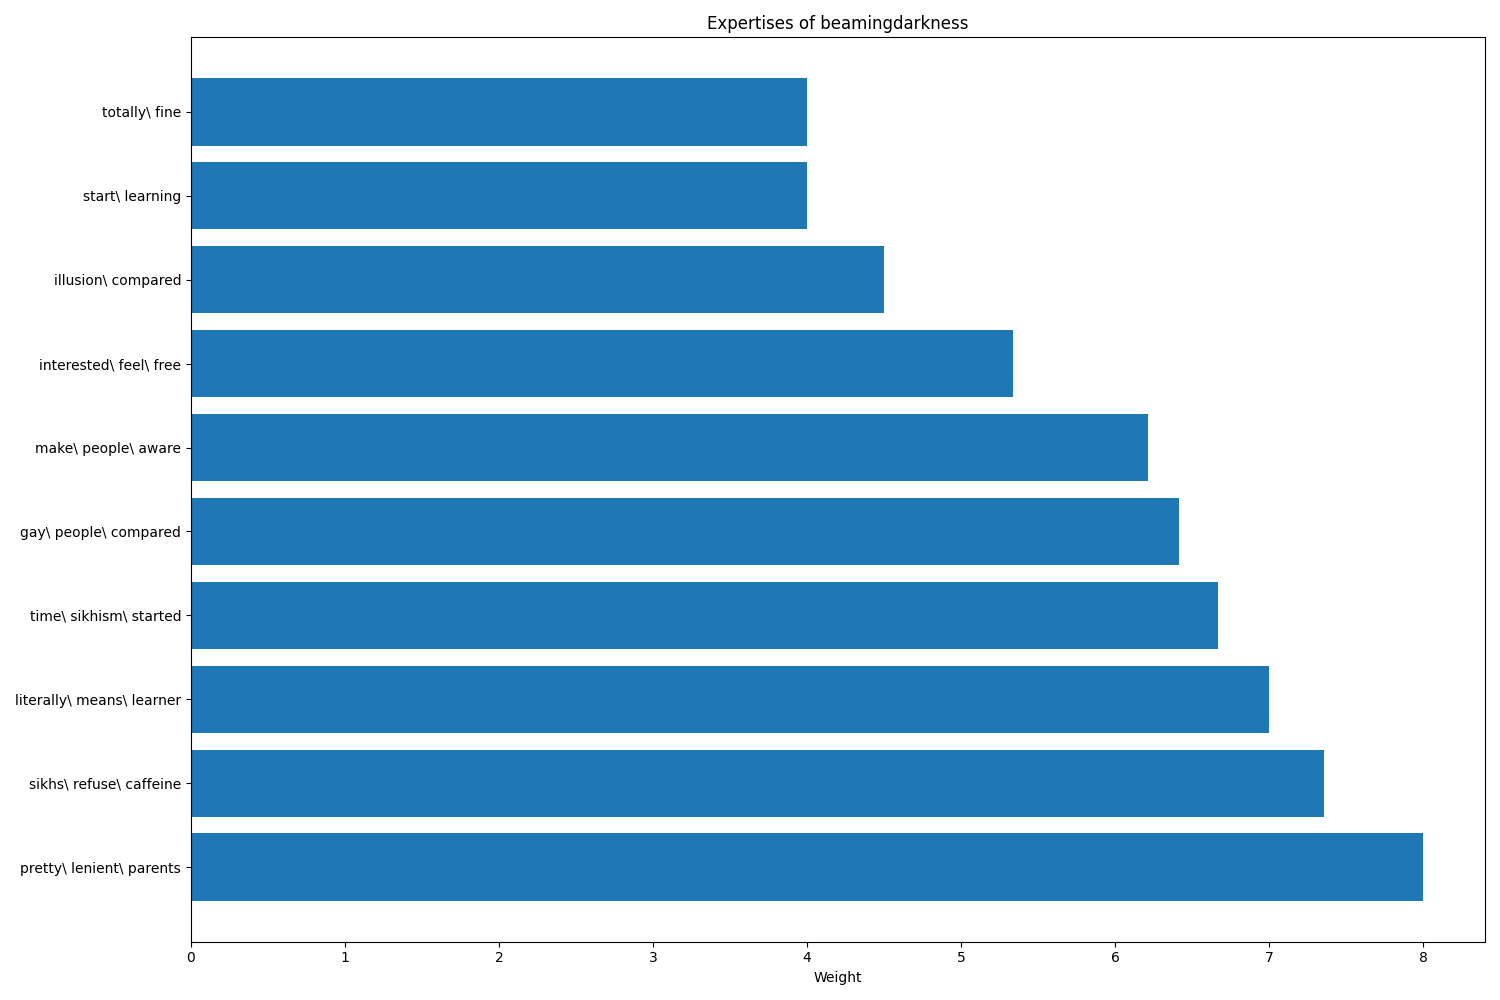 Expertises of beamingdarkness
totally\ fine
start\ learning
illusion\ compared
interested\ feel\ free
make\ people\ aware
gay\ people\ compared
time\ sikhism\ started
literally\ means\ learner
sikhs\ refuse\ caffeine
pretty\ lenient\ parents
0 1 2 3 4 5 6 7 8
Weight